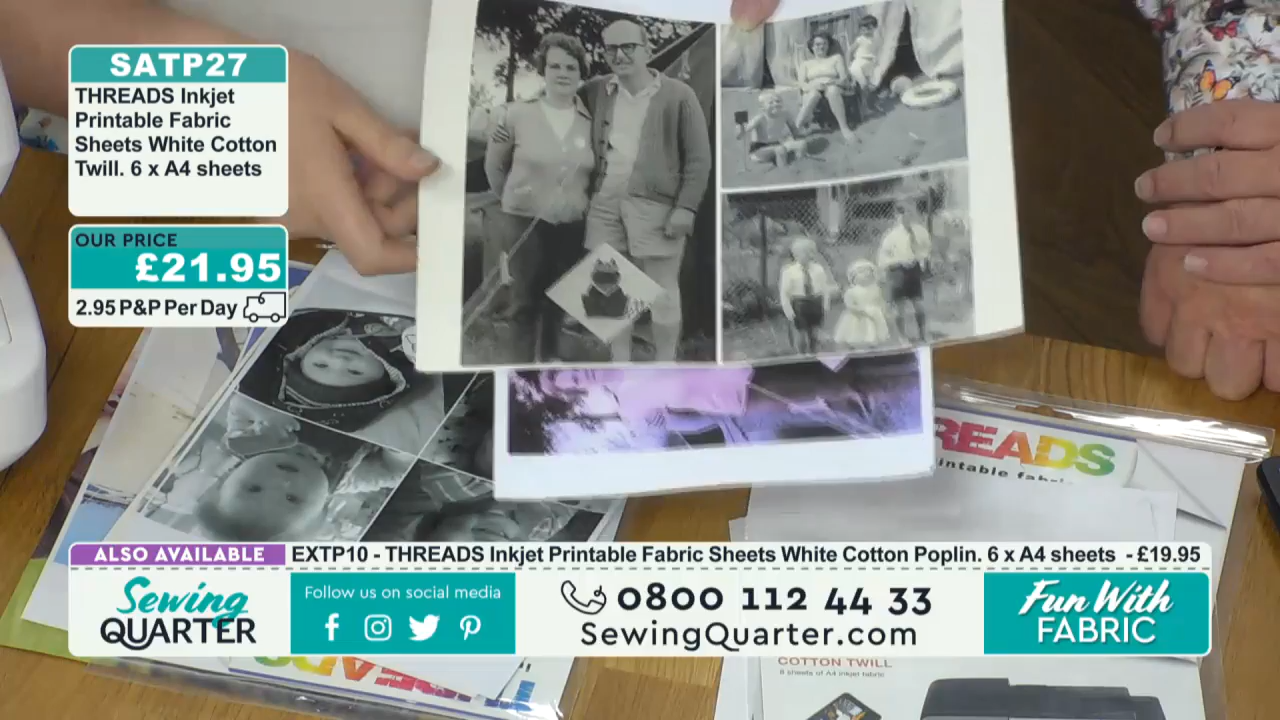 SATP27
THREADS Inkjet
Printable Fabric
Sheets White Cotton
Twill. 6 x A4 sheets
OUR PRICE
£21.95
2.95 P&P Per Day
READS
intable fabri
ALSO AVAILABLE EXTP10 - THREADS Inkjet Printable Fabric Sheets White Cotton Poplin. 6 x A4 sheets - £19.95
Sewing
QUARTER
Follow us on social media
0800 112 44 33
SewingQuarter.com
Fun With
FABRIC
COTTON TWILL